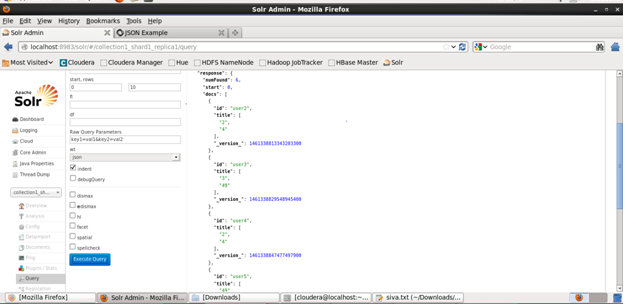 Solr Admin - Mozilla Firefox
File Edit View History Bookmarks Tools Help
Solr Admin
JSON Example
localhost:8983/solr/#/collection1_shard1_replica1/query
Google
Most Visited
Cloudera
Cloudera Manager
Hue
HDFS NameNode
Hadoop JobTracker
HBase Master
Solr
Apache
Solr
Dashboard
Logging
Cloud
Core Admin
Java Properties
Thread Dump
collection1_sha...
Overview
Analysis
Config
Dataimport
Documents
Ping
Plugins / Stats
Query
Replication
start, rows
0 10
fl
df
Raw Query Parameters
key1=val1&key2=val2
wt
json
indent
debugQuery
dismax
edismax
hl
facet
spatial
spellcheck
Execute Query
"response": {
"numFound": 6,
"start": 0,
"docs": [
{
"id": "user2",
"title": [
"2",
"4"
],
"_version_":
},
{
"id": "user3",
"title": [
"3",
"49"
],
"_version_":
},
{
"id": "user4",
"title": [
"2",
"4"
],
"_version_":
},
{
"id": "user5",
"title": [
[Mozilla Firefox]
Solr Admin - Mozilla Fi...
[Downloads]
[cloudera@localhost:~...
siva.txt (~/Downloads/...